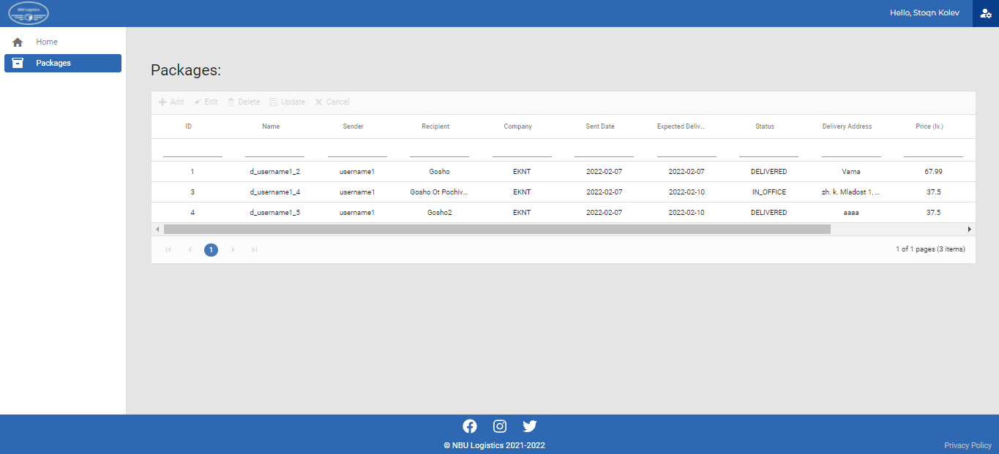 NBU Logistics
Hello, Stoqn Kolev
Home
Packages
Packages:
Add Edit Delete Update Cancel
ID Name Sender Recipient Company Sent Date Expected Deliv... Status Delivery Address Price (lv.)
1 d_username1_2 username1 Gosho EKNT 2022-02-07 2022-02-07 DELIVERED Varna 67.99
3 d_username1_4 username1 Gosho Ot Pochiv... EKNT 2022-02-07 2022-02-10 IN_OFFICE zh. k. Mladost 1, ... 37.5
4 d_username1_5 username1 Gosho2 EKNT 2022-02-07 2022-02-10 DELIVERED aaaa 37.5
1
1 of 1 pages (3 items)
© NBU Logistics 2021-2022
Privacy Policy